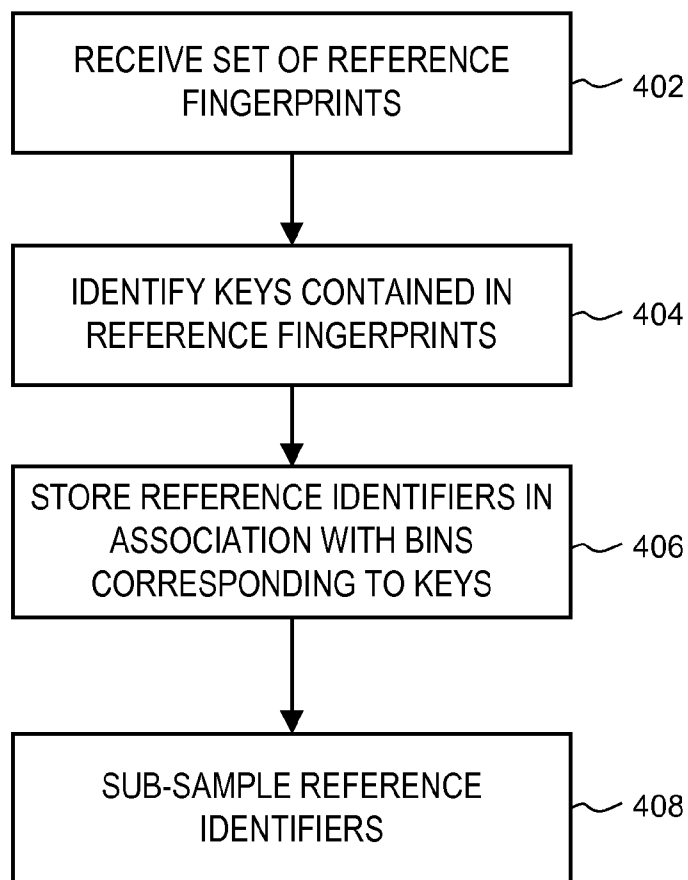 RECEIVE SET OF REFERENCE
FINGERPRINTS
402
IDENTIFY KEYS CONTAINED IN
REFERENCE FINGERPRINTS
404
STORE REFERENCE IDENTIFIERS IN
ASSOCIATION WITH BINS
CORRESPONDING TO KEYS
406
SUB-SAMPLE REFERENCE
IDENTIFIERS
408